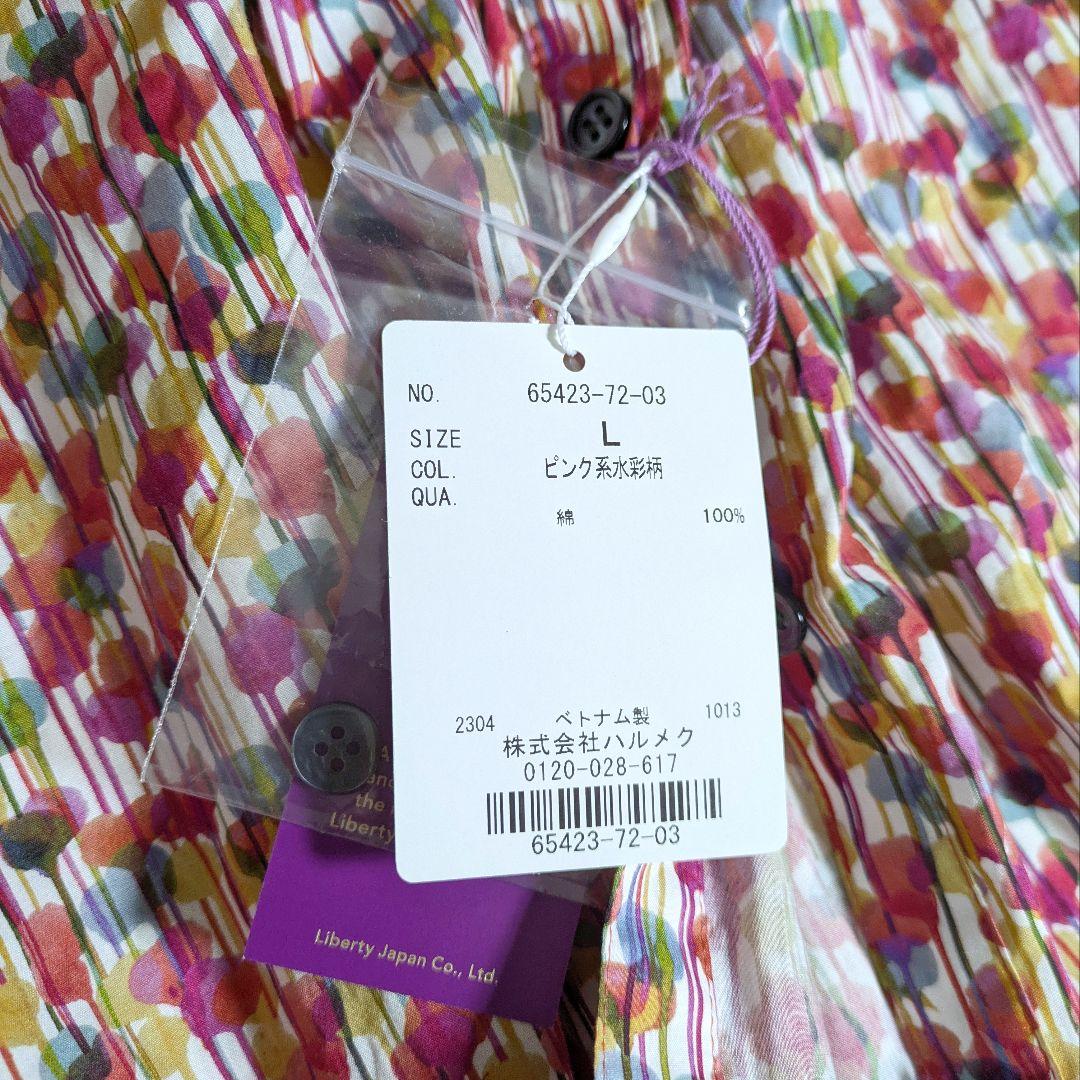 NO. 65423-72-03
SIZE L
COL. ピンク系水彩柄
QUA.
綿 100%
2304 ベトナム製 1013
株式会社ハルメク
0120-028-617
65423-72-03
the
Liberty
Liberty Japan Co., Ltd.